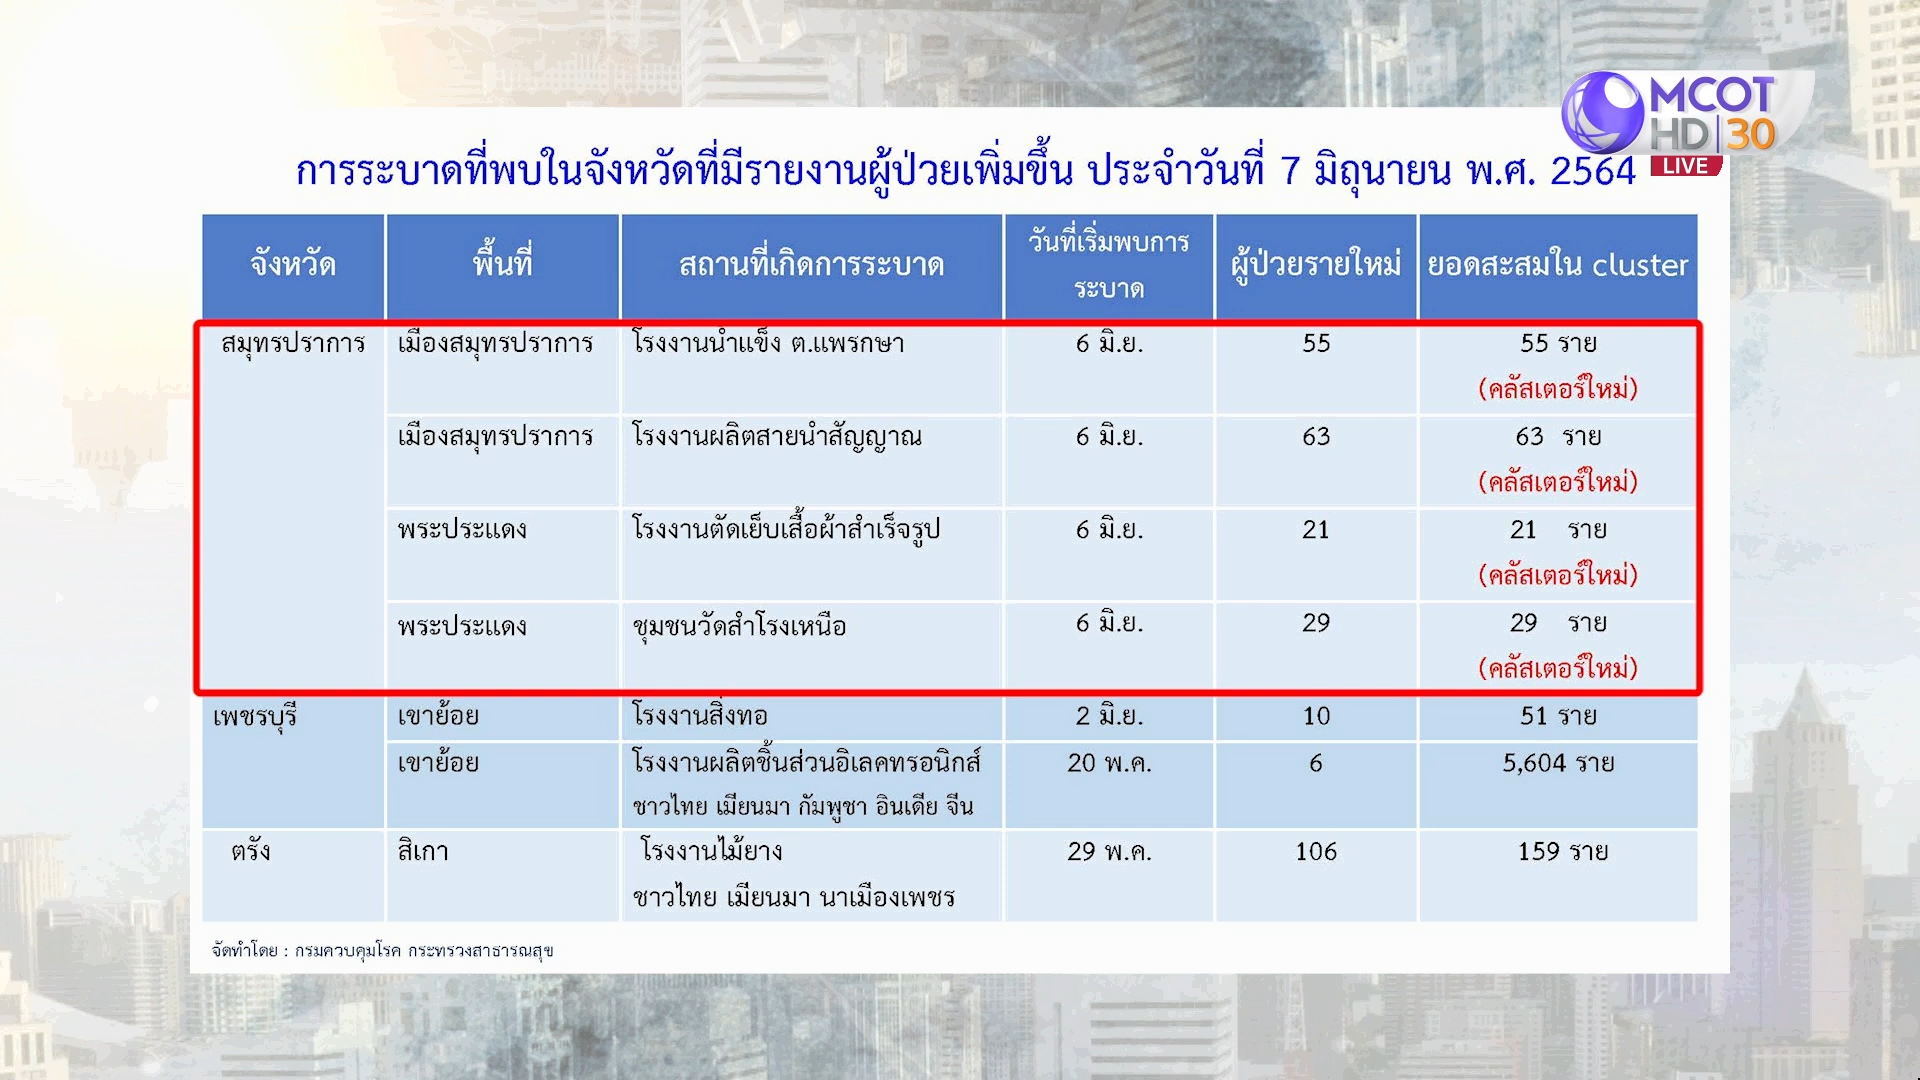 MCOT
HD 30
LIVE
การระบาดที่พบในจังหวัดที่มีรายงานผู้ป่วยเพิ่มขึ้น ประจำวันที่ 7 มิถุนายน พ.ศ. 2564
จังหวัด พื้นที่ สถานที่เกิดการระบาด วันที่เริ่มพบการระบาด ผู้ป่วยรายใหม่ ยอดสะสมใน cluster
สมุทรปราการ เมืองสมุทรปราการ โรงงานน้ำแข็ง ต.แพรกษา 6 มิ.ย. 55 55 ราย
(คลัสเตอร์ใหม่)
เมืองสมุทรปราการ โรงงานผลิตสายนำสัญญาณ 6 มิ.ย. 63 63 ราย
(คลัสเตอร์ใหม่)
พระประแดง โรงงานตัดเย็บเสื้อผ้าสำเร็จรูป 6 มิ.ย. 21 21 ราย
(คลัสเตอร์ใหม่)
พระประแดง ชุมชนวัดสำโรงเหนือ 6 มิ.ย. 29 29 ราย
(คลัสเตอร์ใหม่)
เพชรบุรี เขาย้อย โรงงานสิ่งทอ 2 มิ.ย. 10 51 ราย
เขาย้อย โรงงานผลิตชิ้นส่วนอิเลคทรอนิกส์ 20 พ.ค. 6 5,604 ราย
ชาวไทย เมียนมา กัมพูชา อินเดีย จีน
ตรัง สิเกา โรงงานไม้ยาง 29 พ.ค. 106 159 ราย
ชาวไทย เมียนมา นาเมืองเพชร
จัดทำโดย : กรมควบคุมโรค กระทรวงสาธารณสุข